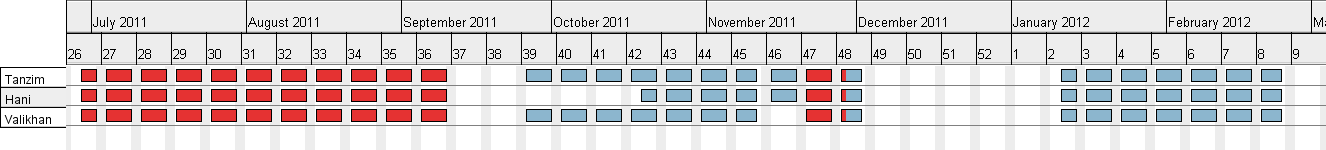 July 2011 August 2011 September 2011 October 2011 November 2011 December 2011 January 2012 February 2012 Ma
26 27 28 29 30 31 32 33 34 35 36 37 38 39 40 41 42 43 44 45 46 47 48 49 50 51 52 1 2 3 4 5 6 7 8 9
Tanzim
Hani
Valikhan